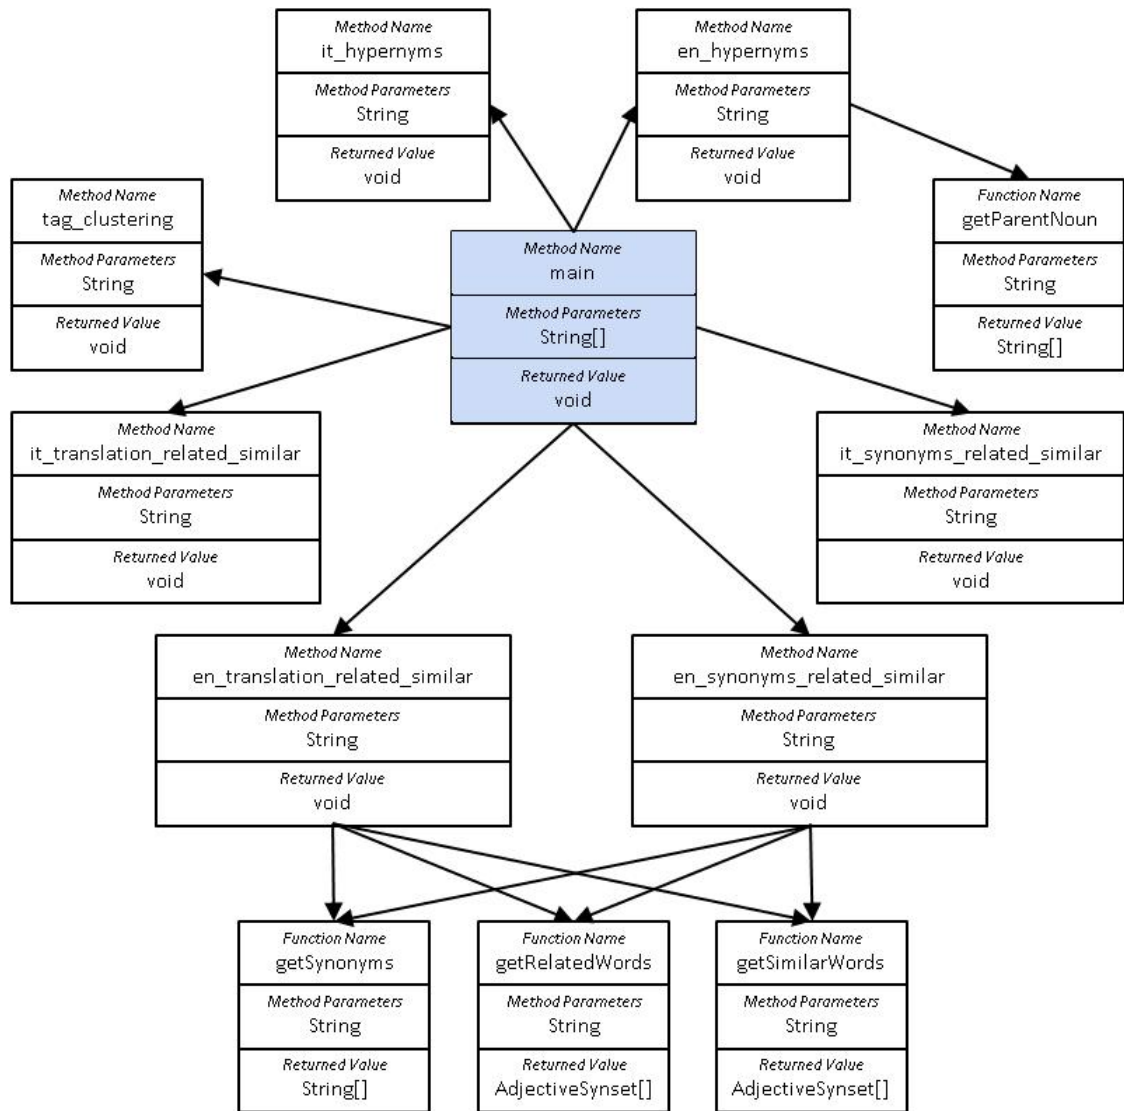 Method Name
it_hypernyms
Method Parameters
String
Returned Value
void
Method Name
en_hypernyms
Method Parameters
String
Returned Value
void
Method Name
tag_clustering
Method Parameters
String
Returned Value
void
Method Name
main
Method Parameters
String[]
Returned Value
void
Function Name
getParentNoun
Method Parameters
String
Returned Value
String[]
Method Name
it_translation_related_similar
Method Parameters
String
Returned Value
void
Method Name
it_synonyms_related_similar
Method Parameters
String
Returned Value
void
Method Name
en_translation_related_similar
Method Parameters
String
Returned Value
void
Method Name
en_synonyms_related_similar
Method Parameters
String
Returned Value
void
Function Name
getSynonyms
Method Parameters
String
Returned Value
String[]
Function Name
getRelatedWords
Method Parameters
String
Returned Value
AdjectiveSynset[]
Function Name
getSimilarWords
Method Parameters
String
Returned Value
AdjectiveSynset[]